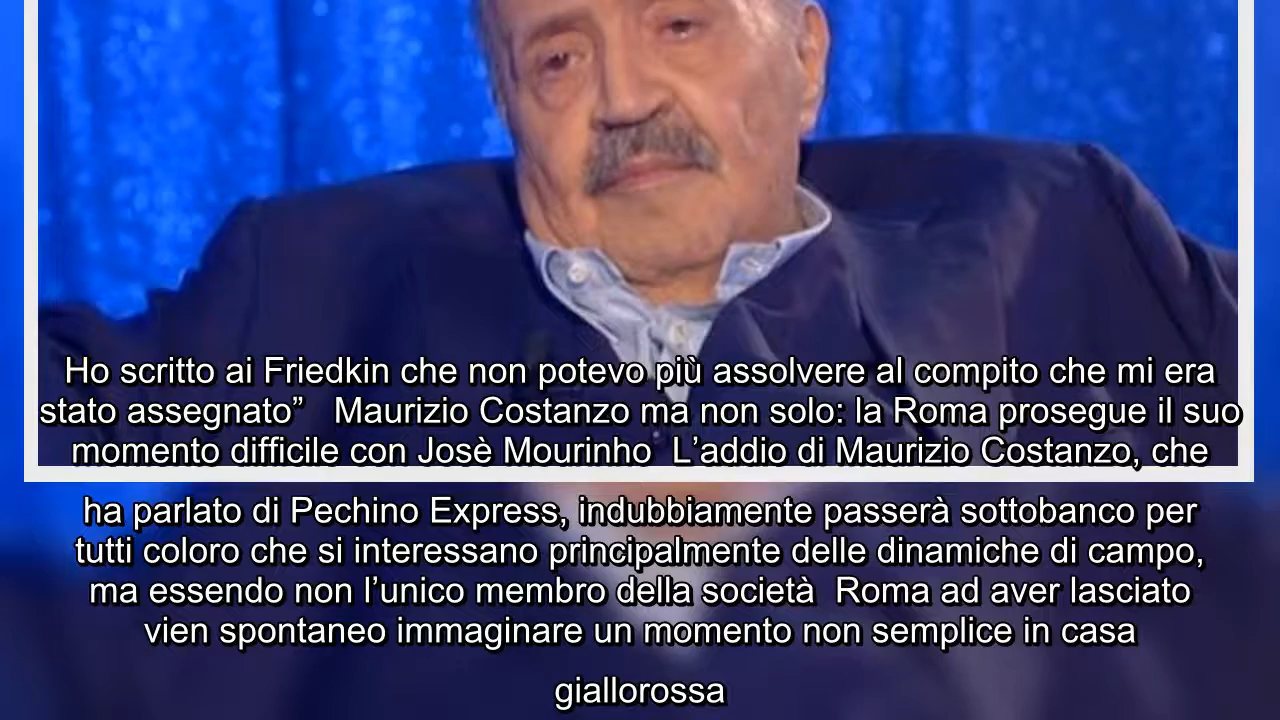 Ho scritto ai Friedkin che non potevo più assolvere al compito che mi era
stato assegnato”   Maurizio Costanzo ma non solo: la Roma prosegue il suo
momento difficile con Josè Mourinho  L’addio di Maurizio Costanzo, che
ha parlato di Pechino Express, indubbiamente passerà sottobanco per
tutti coloro che si interessano principalmente delle dinamiche di campo,
ma essendo non l’unico membro della società  Roma ad aver lasciato
vien spontaneo immaginare un momento non semplice in casa
giallorossa